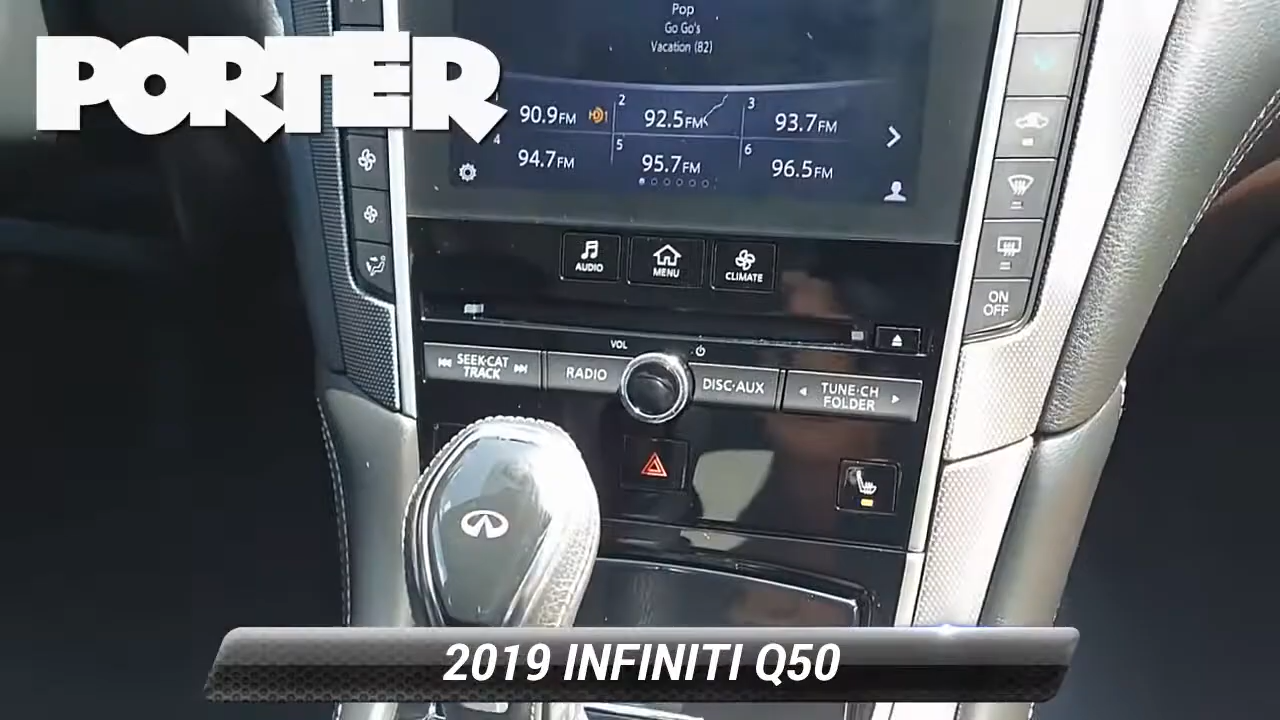 Pop
Go Go's
Vacation (82)
PORTER
90.9FM HD1
2 92.5FM
3 93.7FM
4 94.7FM
5 95.7FM
6 96.5FM
AUDIO
MENU
CLIMATE
ON
OFF
VOL
SEEK·CAT
TRACK
RADIO
DISC·AUX
TUNE·CH
FOLDER
2019 INFINITI Q50